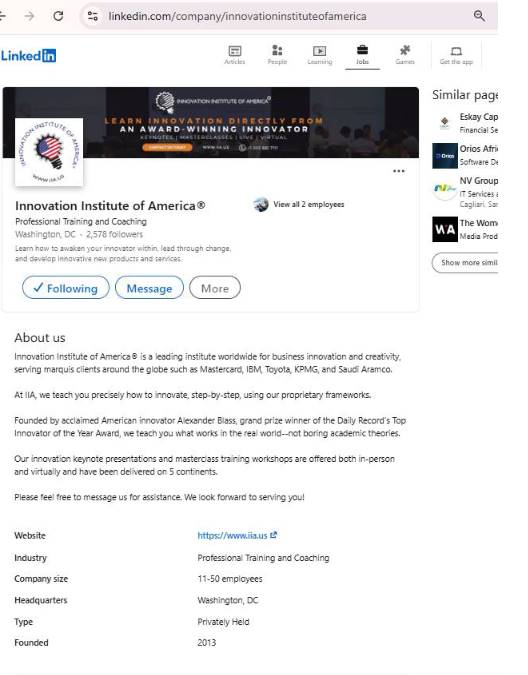 linkedin.com/company/innovationinstituteofamerica
Linked in
Articles
People
Learning
Jobs
Games
Get the app
INNOVATION INSTITUTE OF AMERICA®
LEARN INNOVATION DIRECTLY FROM
AN AWARD-WINNING INNOVATOR
KEYNOTES | MASTERCLASSES | LIVE | VIRTUAL
CONTACT US TODAY WWW.IIA.US
INNOVATION INSTITUTE OF AMERICA
WWW.IIA.US
Innovation Institute of America®
Professional Training and Coaching
Washington, DC - 2,578 followers
Learn how to awaken your innovator within, lead through change,
and develop innovative new products and services.
View all 2 employees
Following
Message
More
Similar page
Eskay Cap
Financial Se
Orios
Orios Afri
Software De
NV Group
IT Services a
Cagliari, Sar
WA
The Wom
Media Prod
Show more simil
About us
Innovation Institute of America® is a leading institute worldwide for business innovation and creativity,
serving marquis clients around the globe such as Mastercard, IBM, Toyota, KPMG, and Saudi Aramco.
At IIA, we teach you precisely how to innovate, step-by-step, using our proprietary frameworks.
Founded by acclaimed American innovator Alexander Blass, grand prize winner of the Daily Record's Top
Innovator of the Year Award, we teach you what works in the real world--not boring academic theories.
Our innovation keynote presentations and masterclass training workshops are offered both in-person
and virtually and have been delivered on 5 continents.
Please feel free to message us for assistance. We look forward to serving you!
Website https://www.iia.us
Industry Professional Training and Coaching
Company size 11-50 employees
Headquarters Washington, DC
Type Privately Held
Founded 2013